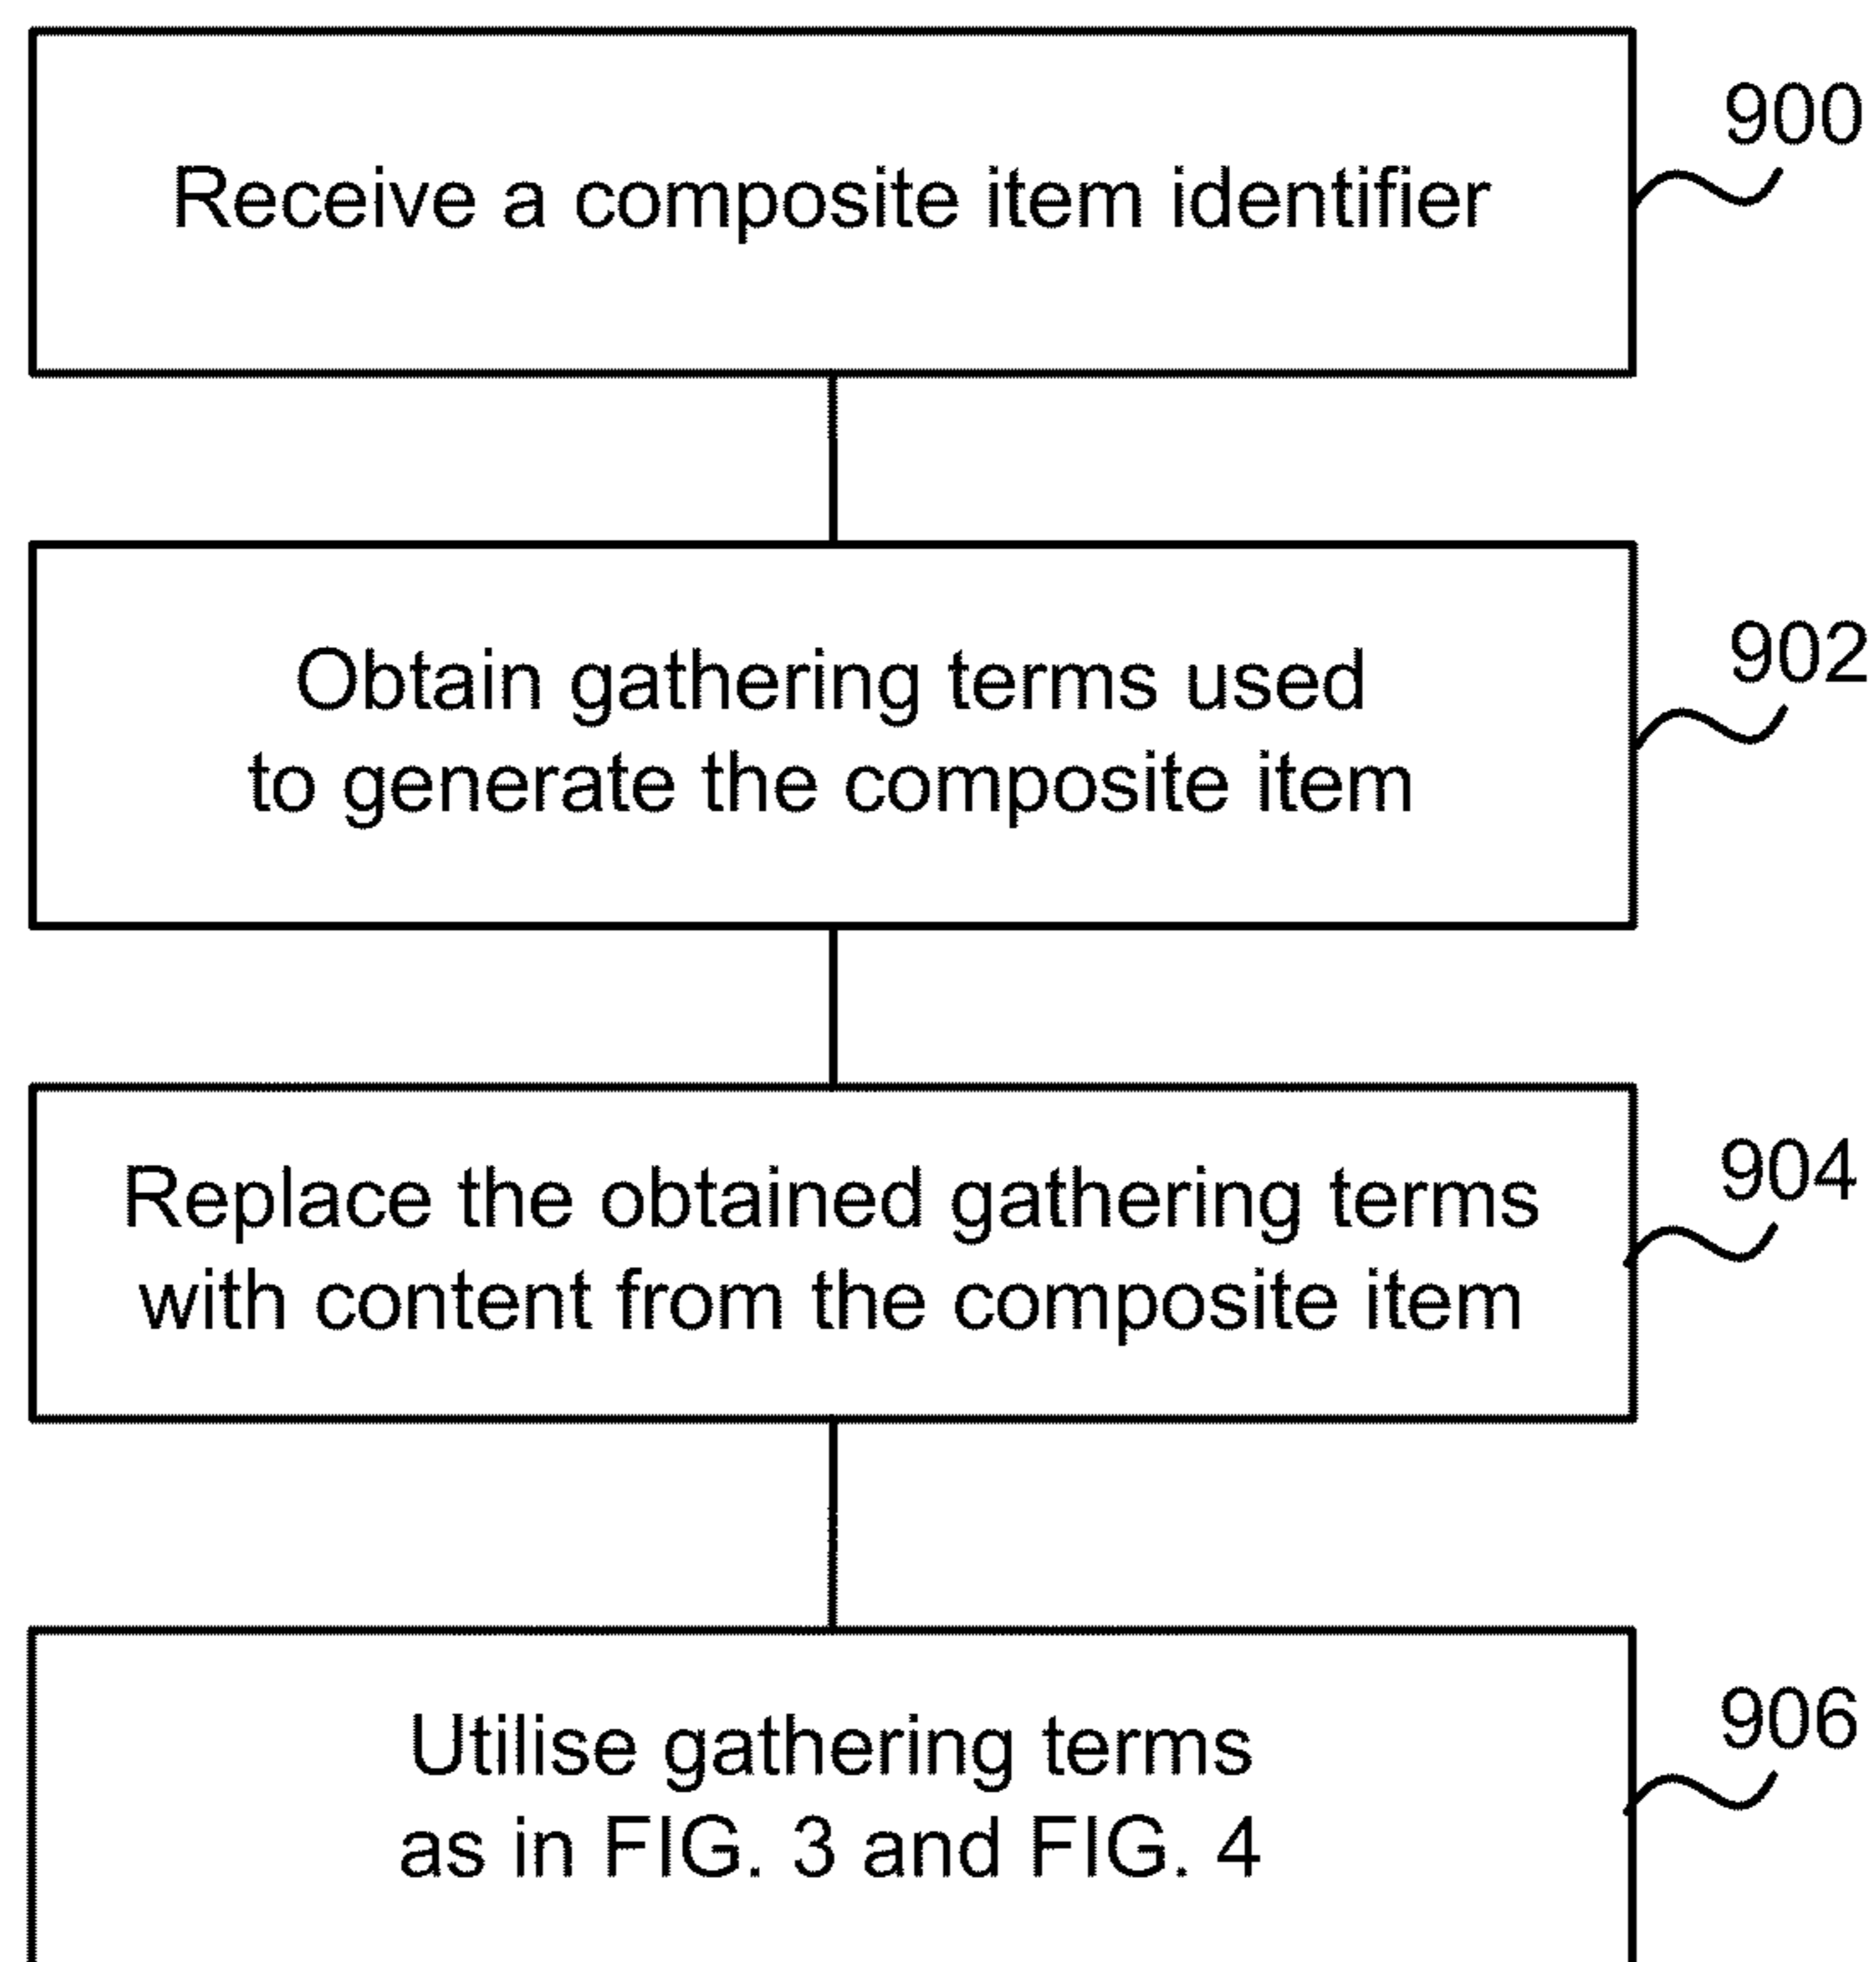 Receive a composite item identifier
900
Obtain gathering terms used
to generate the composite item
902
Replace the obtained gathering terms
with content from the composite item
904
Utilise gathering terms
as in FIG. 3 and FIG. 4
906